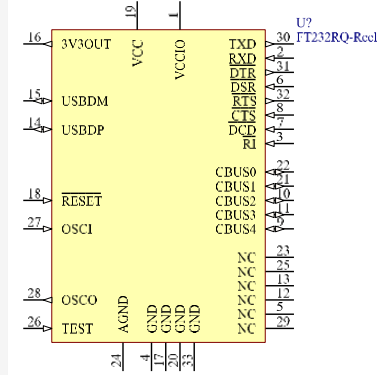 19
1
U?
FT232RQ-Reel
16 3V3OUT VCC VCCIO TXD 30
RXD 2
DTR 31
DSR 6
15 USBDM RTS 32
CTS 8
14 USBDP DCD 7
RI 3
CBUS0 22
CBUS1 21
18 RESET CBUS2 10
CBUS3 11
27 OSCI CBUS4 9
NC 23
NC 25
NC 13
28 OSCO NC 12
NC 5
26 TEST AGND GND GND GND GND NC 29
24 4 17 20 33